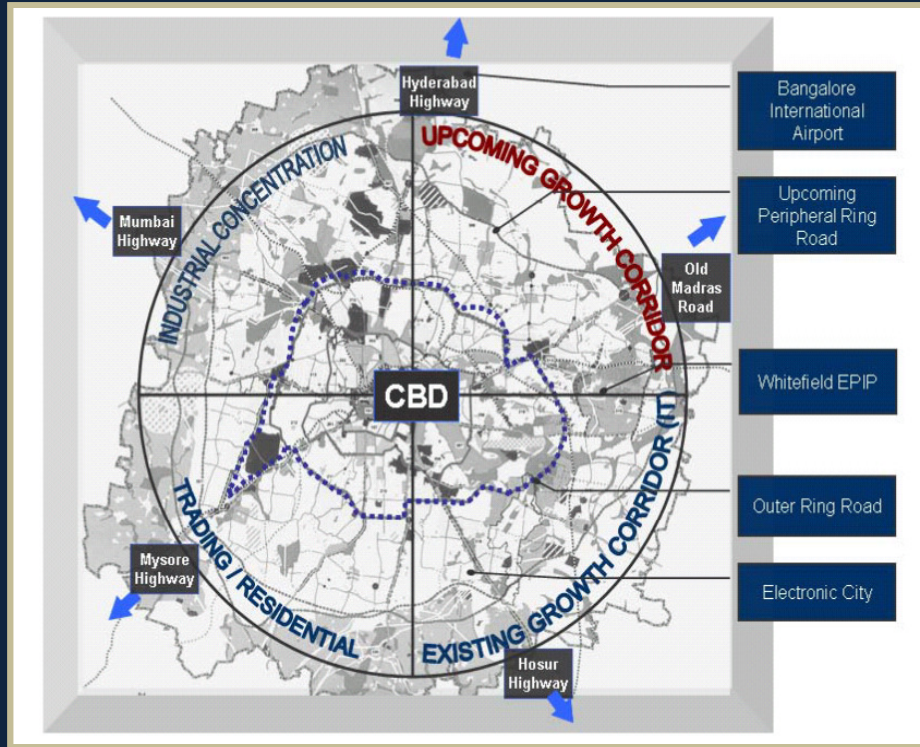 Hyderabad
Highway
Bangalore
International
Airport
UPCOMING GROWTH CORRIDOR
INDUSTRIAL CONCENTRATION
Upcoming
Peripheral Ring
Road
Mumbai
Highway
Old
Madras
Road
Whitefield EPIP
CBD
Outer Ring Road
TRADING / RESIDENTIAL
EXISTING GROWTH CORRIDOR (IT)
Mysore
Highway
Electronic City
Hosur
Highway